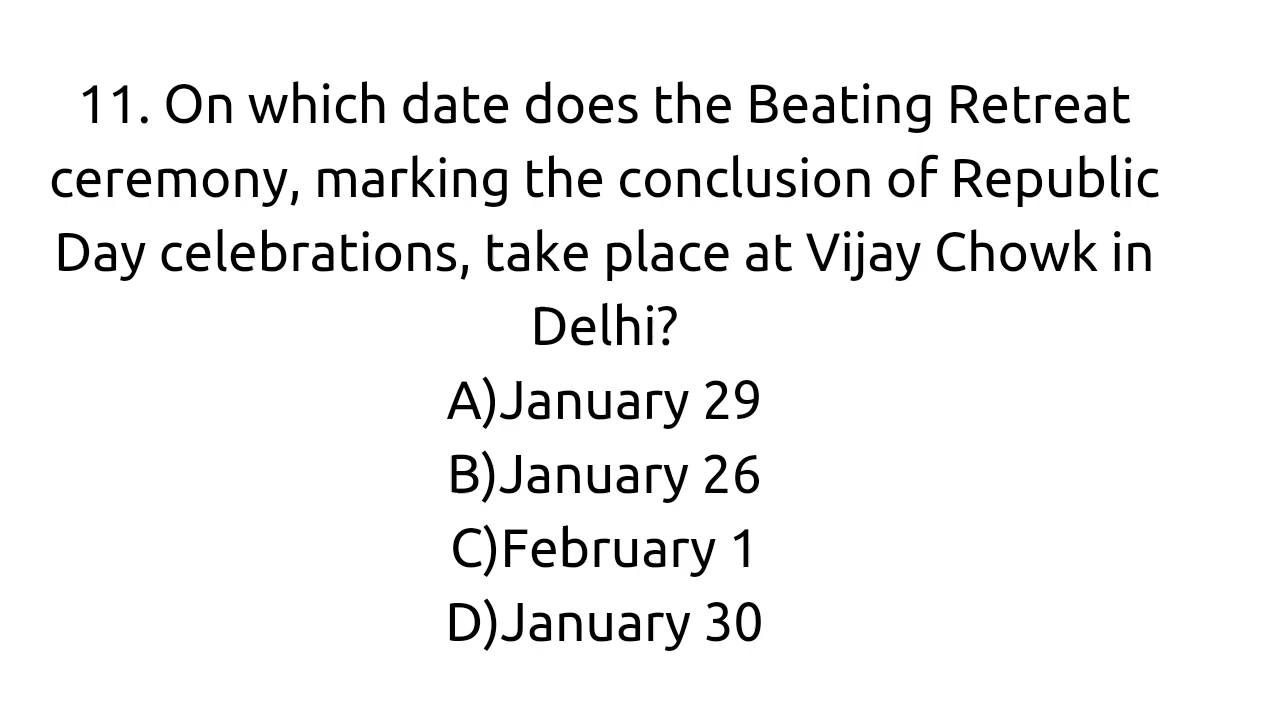 11. On which date does the Beating Retreat
ceremony, marking the conclusion of Republic
Day celebrations, take place at Vijay Chowk in
Delhi?
A)January 29
B)January 26
C)February 1
D)January 30